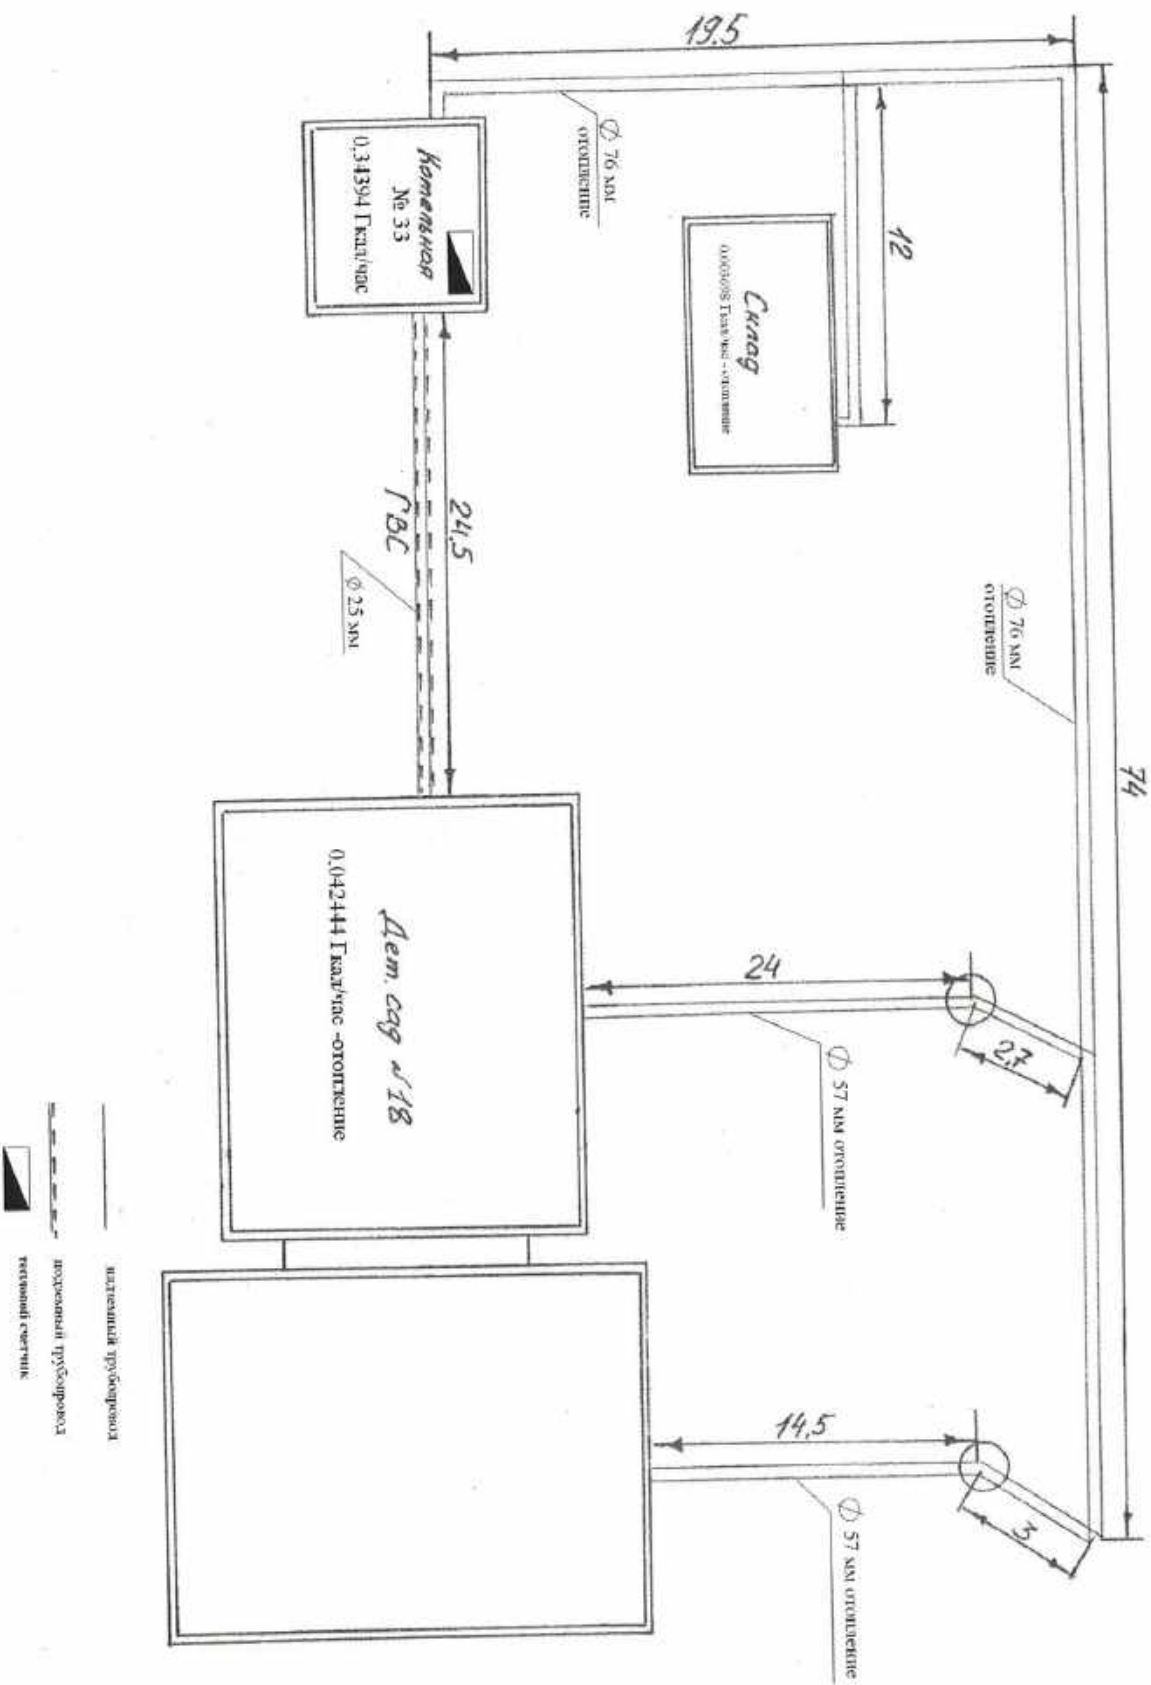 74
19.5
Ø 76 мм
отопление
Ø 76 мм
отопление
12
Склад
Гкал/час - отопление
Котельная
№ 33
0,34394 Гкал/час
24,5
ГВС
Ø 25 мм
2,7
24
Ø 57 мм отопление
3
14,5
Ø 57 мм отопление
Дет. сад №18
0,042444 Гкал/час -отопление
надземный трубопровод
подземный трубопровод
тепловой счетчик